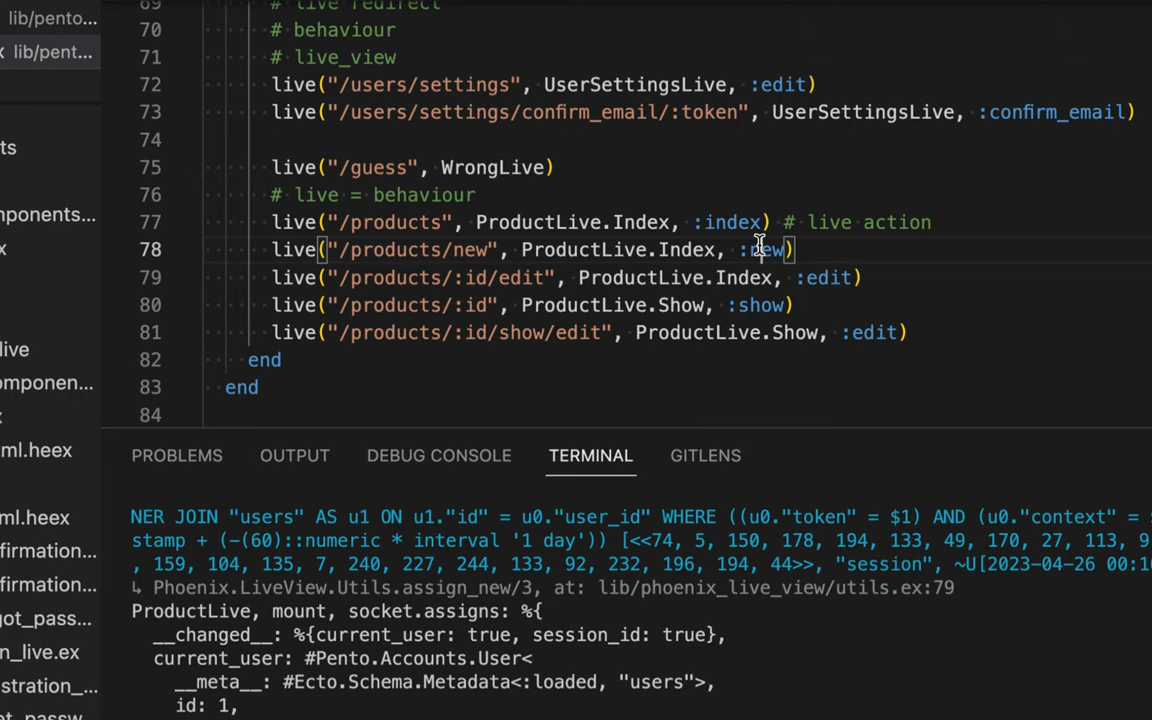 lib/pento...
lib/pent...
ts
mponents...
x
live
omponen...
x
ml.heex
ml.heex
firmation...
firmation...
got_pass...
n_live.ex
stration_...
got_passw
69 # live redirect
70 # behaviour
71 # live_view
72 live("/users/settings", UserSettingsLive, :edit)
73 live("/users/settings/confirm_email/:token", UserSettingsLive, :confirm_email)
74
75 live("/guess", WrongLive)
76 # live = behaviour
77 live("/products", ProductLive.Index, :index) # live action
78 live("/products/new", ProductLive.Index, :new)
79 live("/products/:id/edit", ProductLive.Index, :edit)
80 live("/products/:id", ProductLive.Show, :show)
81 live("/products/:id/show/edit", ProductLive.Show, :edit)
82 end
83 end
84
PROBLEMS OUTPUT DEBUG CONSOLE TERMINAL GITLENS
NER JOIN "users" AS u1 ON u1."id" = u0."user_id" WHERE ((u0."token" = $1) AND (u0."context" =
stamp + (-(60)::numeric * interval '1 day')) [<<74, 5, 150, 178, 194, 133, 49, 170, 27, 113, 9
, 159, 104, 135, 7, 240, 227, 244, 133, 92, 232, 196, 194, 44>>, "session", ~U[2023-04-26 00:1
↳ Phoenix.LiveView.Utils.assign_new/3, at: lib/phoenix_live_view/utils.ex:79
ProductLive, mount, socket.assigns: %{
__changed__: %{current_user: true, session_id: true},
current_user: #Pento.Accounts.User<
__meta__: #Ecto.Schema.Metadata<:loaded, "users">,
id: 1,